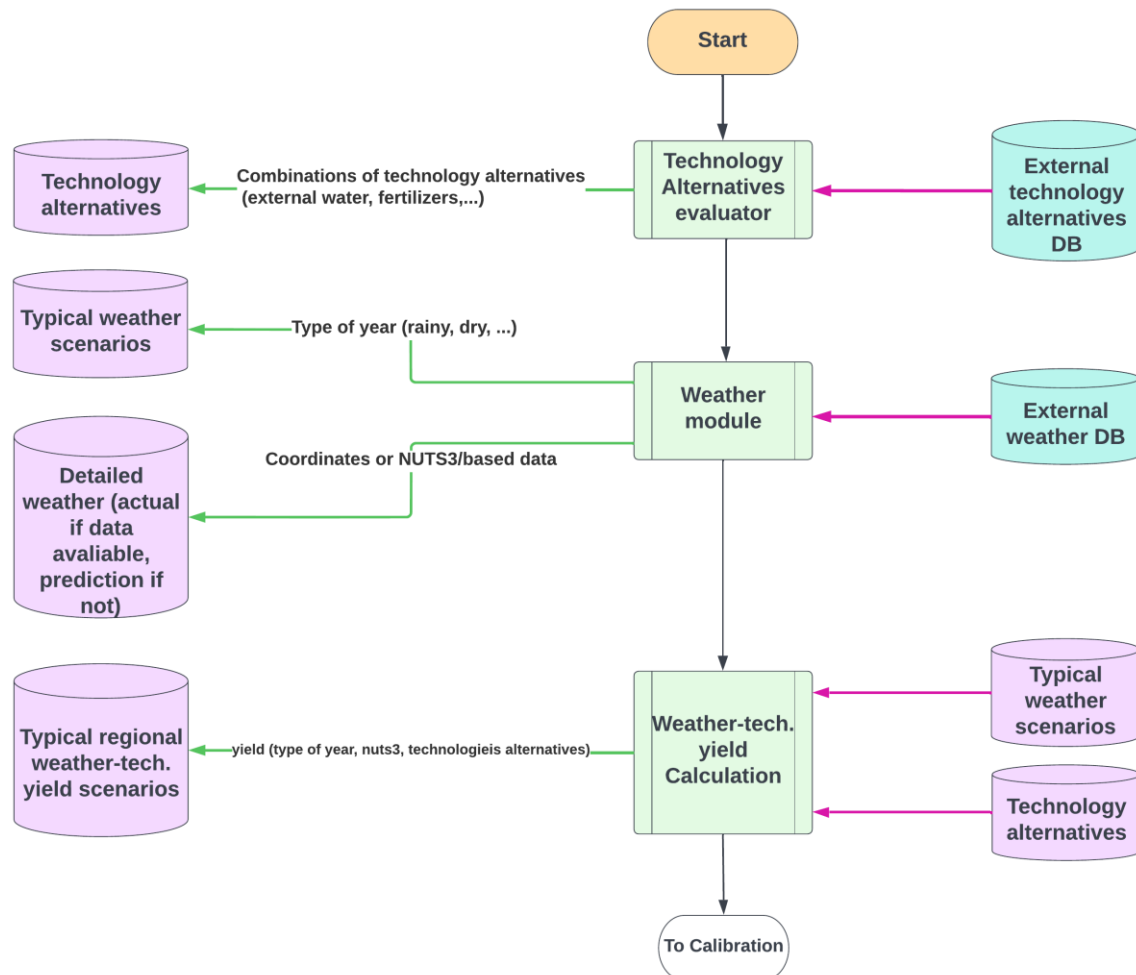 Start
Technology
alternatives
Combinations of technology alternatives
(external water, fertilizers,...)
Technology
Alternatives
evaluator
External
technology
alternatives
DB
Typical weather
scenarios
Type of year (rainy, dry, ...)
Weather
module
External
weather DB
Coordinates or NUTS3/based data
Detailed
weather (actual
if data
avaliable,
prediction if
not)
Typical regional
weather-tech.
yield scenarios
yield (type of year, nuts3, technologieis alternatives)
Weather-tech.
yield
Calculation
Typical
weather
scenarios
Technology
alternatives
To Calibration